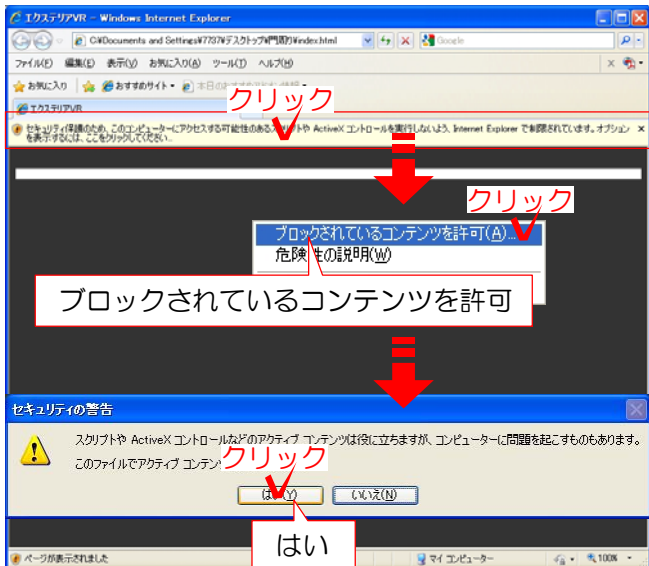 エクステリアVR - Windows Internet Explorer
C:¥Documents and Settings¥7737¥デスクトップ¥門周り¥index.html
Google
ファイル(F) 編集(E) 表示(V) お気に入り(A) ツール(T) ヘルプ(H)
お気に入り おすすめサイト
エクステリアVR
クリック
セキュリティ保護のため、このコンピューターにアクセスする可能性のあるスクリプトや ActiveX コントロールを実行しないよう、Internet Explorer で制限されています。オプション
を表示するには、ここをクリックしてください...
クリック
ブロックされているコンテンツを許可(A)...
危険性の説明(W)
ブロックされているコンテンツを許可
セキュリティの警告
スクリプトや ActiveX コントロールなどのアクティブ コンテンツは役に立ちますが、コンピューターに問題を起こすものもあります。
このファイルでアクティブ コンテンツ
クリック
はい(Y) いいえ(N)
はい
ページが表示されました マイ コンピューター 100%